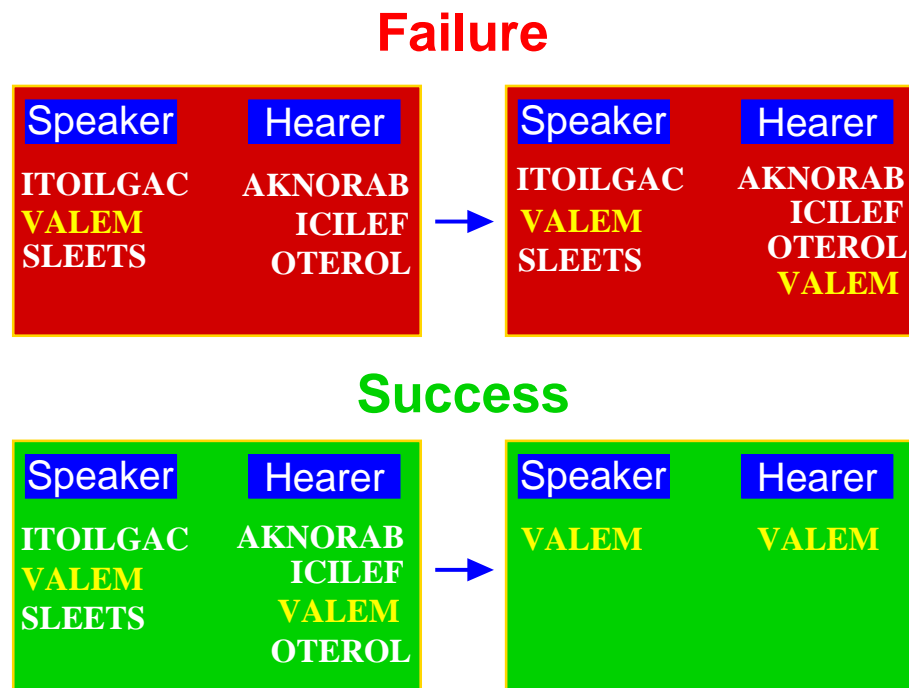 Failure
Speaker Hearer
ITOILGAC AKNORAB
VALEM ICILEF
SLEETS OTEROL
Speaker Hearer
ITOILGAC AKNORAB
VALEM ICILEF
SLEETS OTEROL
VALEM
Success
Speaker Hearer
ITOILGAC AKNORAB
VALEM ICILEF
SLEETS VALEM
OTEROL
Speaker Hearer
VALEM VALEM